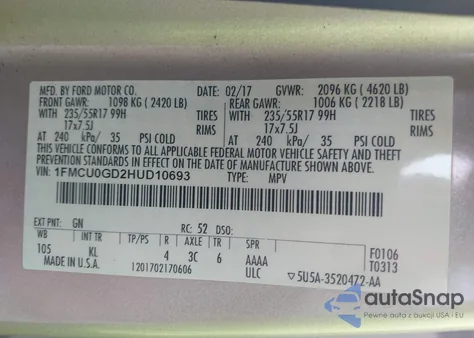 MFD. BY FORD MOTOR CO. DATE: 02/17 GVWR: 2096 KG ( 4620 LB)
FRONT GAWR: 1098 KG ( 2420 LB) REAR GAWR: 1006 KG ( 2218 LB)
WITH 235/55R17 99H TIRES WITH 235/55R17 99H TIRES
17x7.5J RIMS 17x7.5J RIMS
AT 240 kPa/ 35 PSI COLD AT 240 kPa/ 35 PSI COLD
THIS VEHICLE CONFORMS TO ALL APPLICABLE FEDERAL MOTOR VEHICLE SAFETY AND THEFT
PREVENTION STANDARDS IN EFFECT ON THE DATE OF MANUFACTURE SHOWN ABOVE.
VIN: 1FMCU0GD2HUD10693 TYPE: MPV
EXT PNT: GN RC: 52 DSO:
WB INT TR TP/PS R AXLE TR SPR F0106
105 KL 4 3C 6 AAAA T0313
MADE IN U.S.A. ULC
1201702170606 ▽5U5A-3520472-AA
autoSnap
Pewne auto z USA i EU